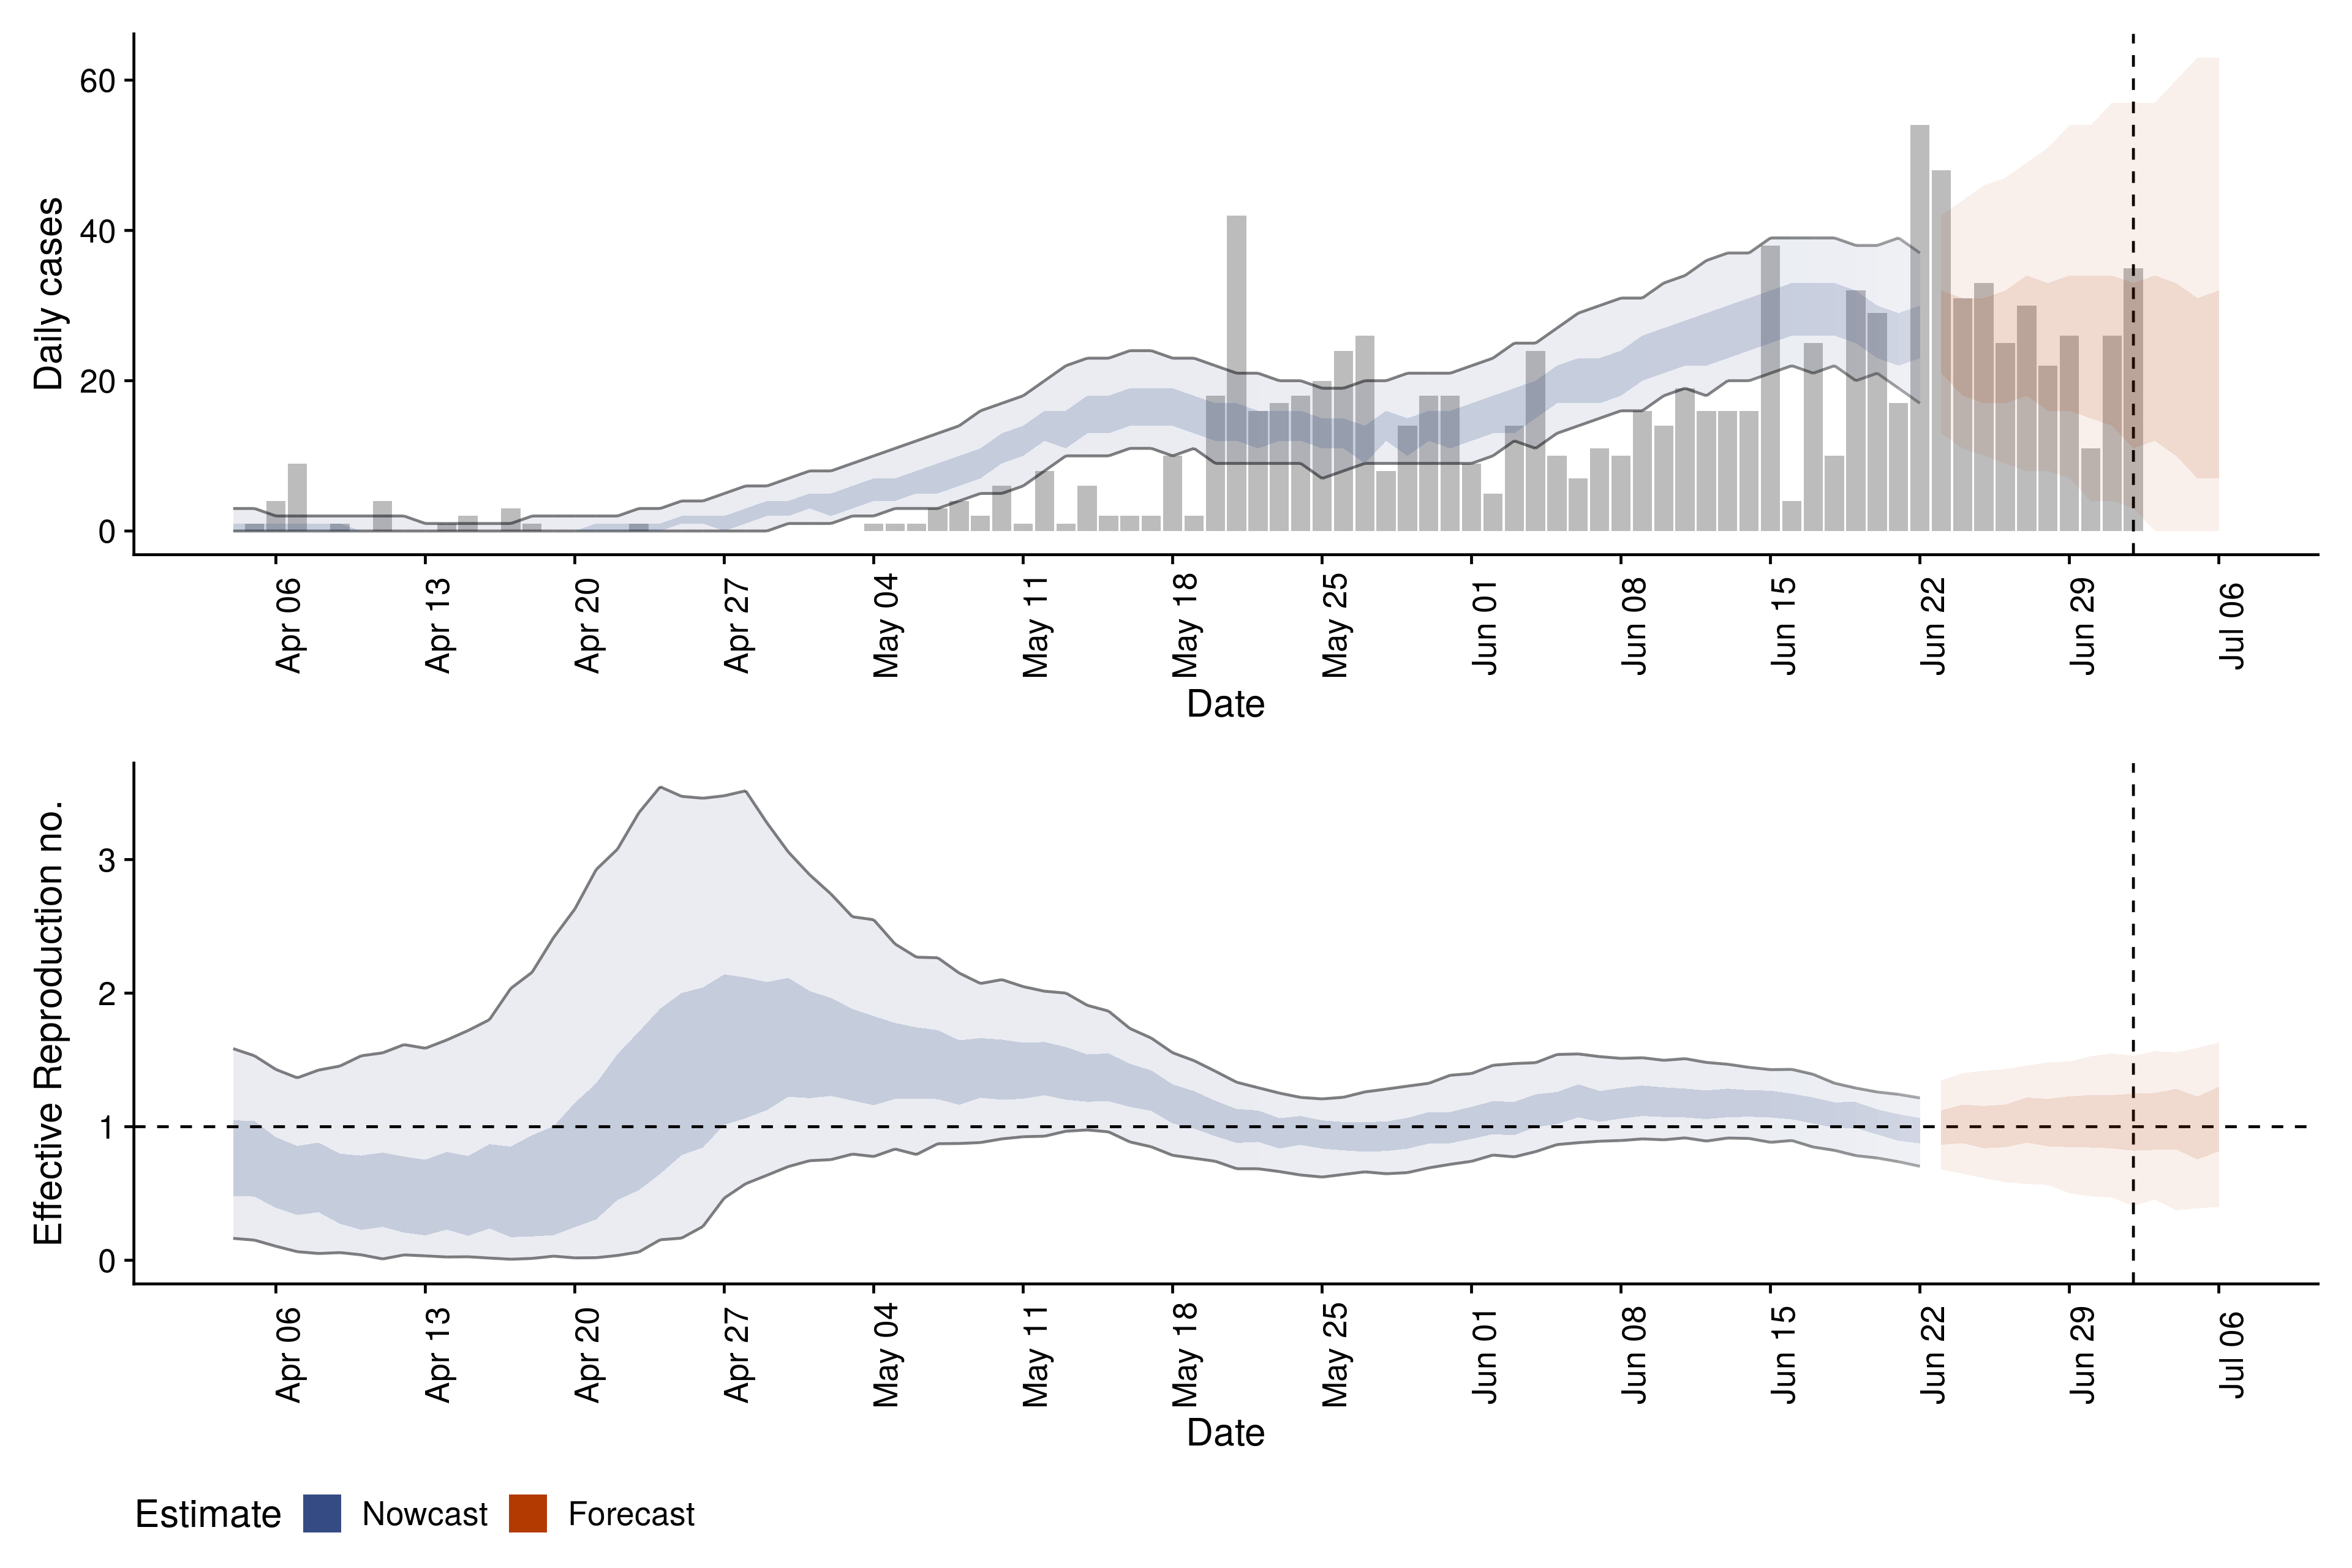 Daily cases
60
40
20
0
Apr 06
Apr 13
Apr 20
Apr 27
May 04
May 11
May 18
May 25
Jun 01
Jun 08
Jun 15
Jun 22
Jun 29
Jul 06
Date
Effective Reproduction no.
3
2
1
0
Apr 06
Apr 13
Apr 20
Apr 27
May 04
May 11
May 18
May 25
Jun 01
Jun 08
Jun 15
Jun 22
Jun 29
Jul 06
Date
Estimate Nowcast Forecast